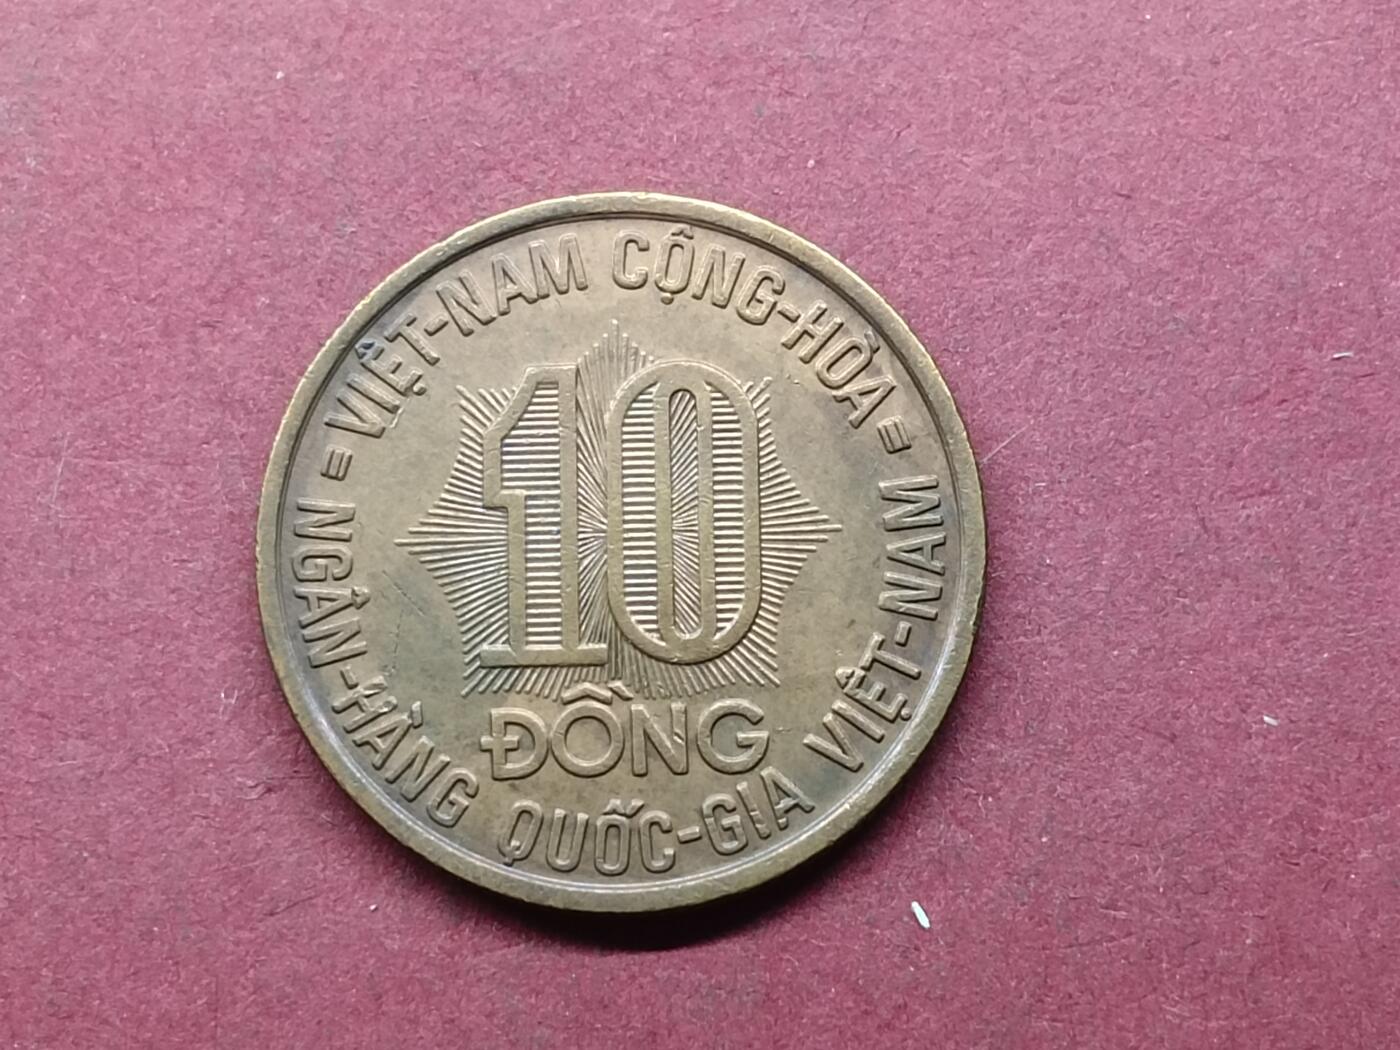 VIỆT-NAM CỘNG-HÒA
10
ĐỒNG
NGÂN-HÀNG QUỐC-GIA VIỆT-NAM